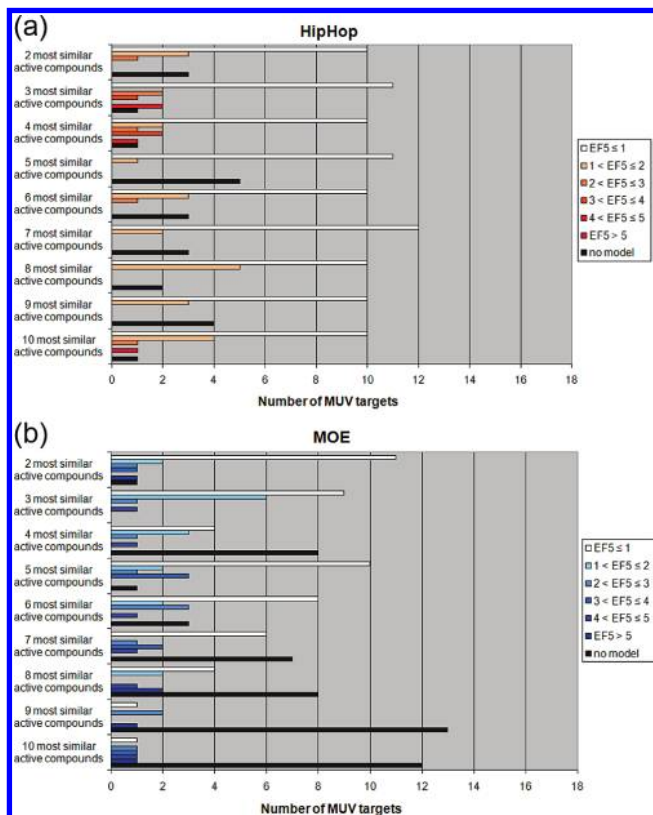 (a)
HipHop
2 most similar
active compounds
3 most similar
active compounds
4 most similar
active compounds
5 most similar
active compounds
6 most similar
active compounds
7 most similar
active compounds
8 most similar
active compounds
9 most similar
active compounds
10 most similar
active compounds
0 2 4 6 8 10 12 14 16 18
Number of MUV targets
EF5 ≤ 1
1 < EF5 ≤ 2
2 < EF5 ≤ 3
3 < EF5 ≤ 4
4 < EF5 ≤ 5
EF5 > 5
no model
(b)
MOE
2 most similar
active compounds
3 most similar
active compounds
4 most similar
active compounds
5 most similar
active compounds
6 most similar
active compounds
7 most similar
active compounds
8 most similar
active compounds
9 most similar
active compounds
10 most similar
active compounds
0 2 4 6 8 10 12 14 16 18
Number of MUV targets
EF5 ≤ 1
1 < EF5 ≤ 2
2 < EF5 ≤ 3
3 < EF5 ≤ 4
4 < EF5 ≤ 5
EF5 > 5
no model